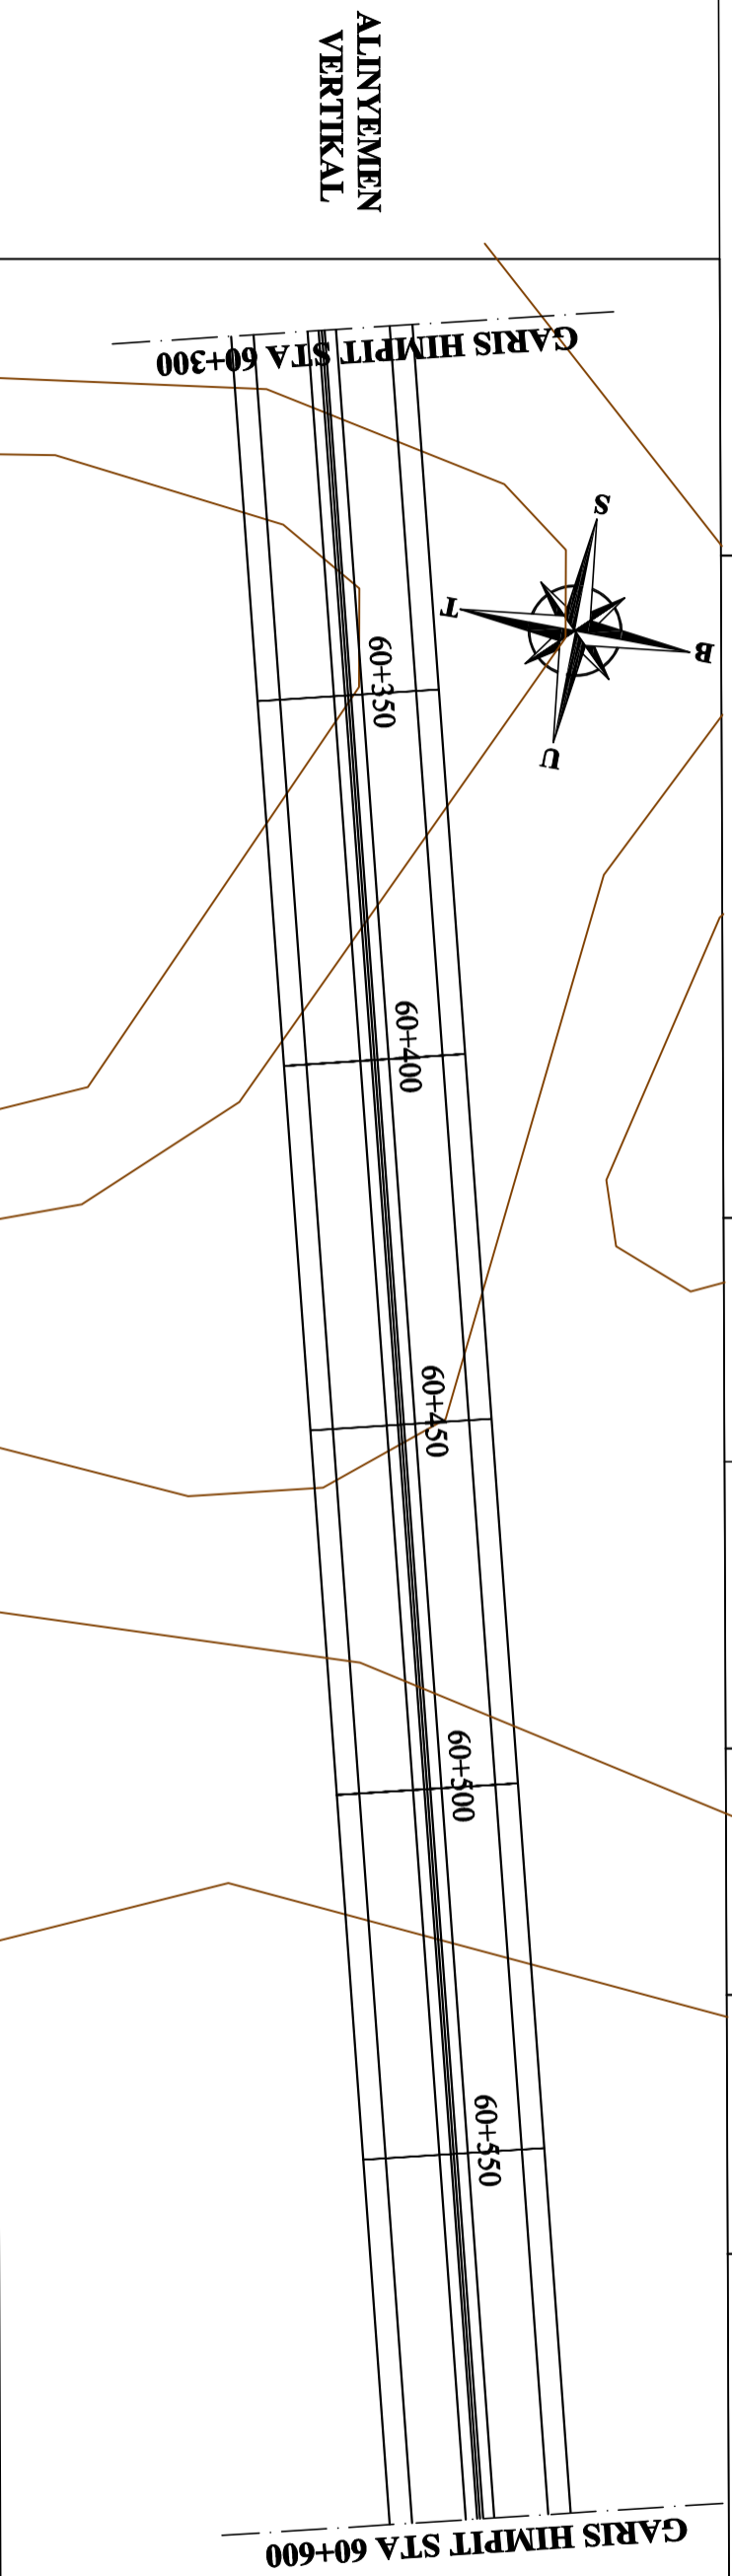 ALINYEMEN
VERTIKAL
GARIS HIMPIT STA 60+300
S
T
B
U
60+350
60+400
60+450
60+500
60+550
GARIS HIMPIT STA 60+600